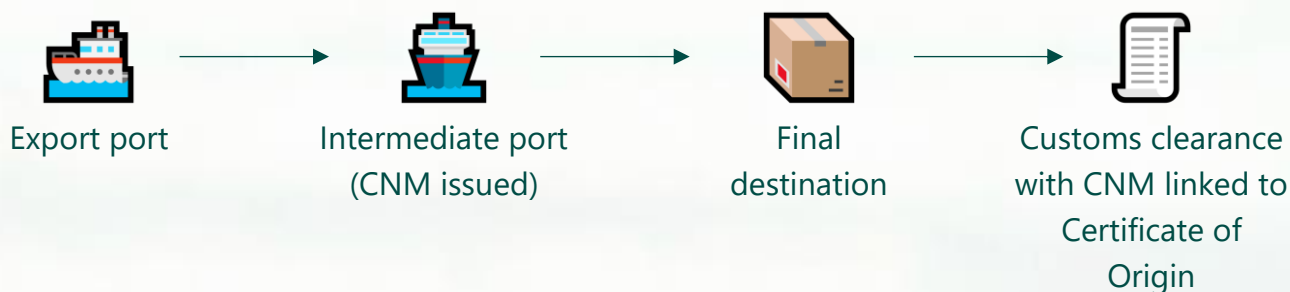 Export port
Intermediate port
(CNM issued)
Final
destination
Customs clearance
with CNM linked to
Certificate of
Origin